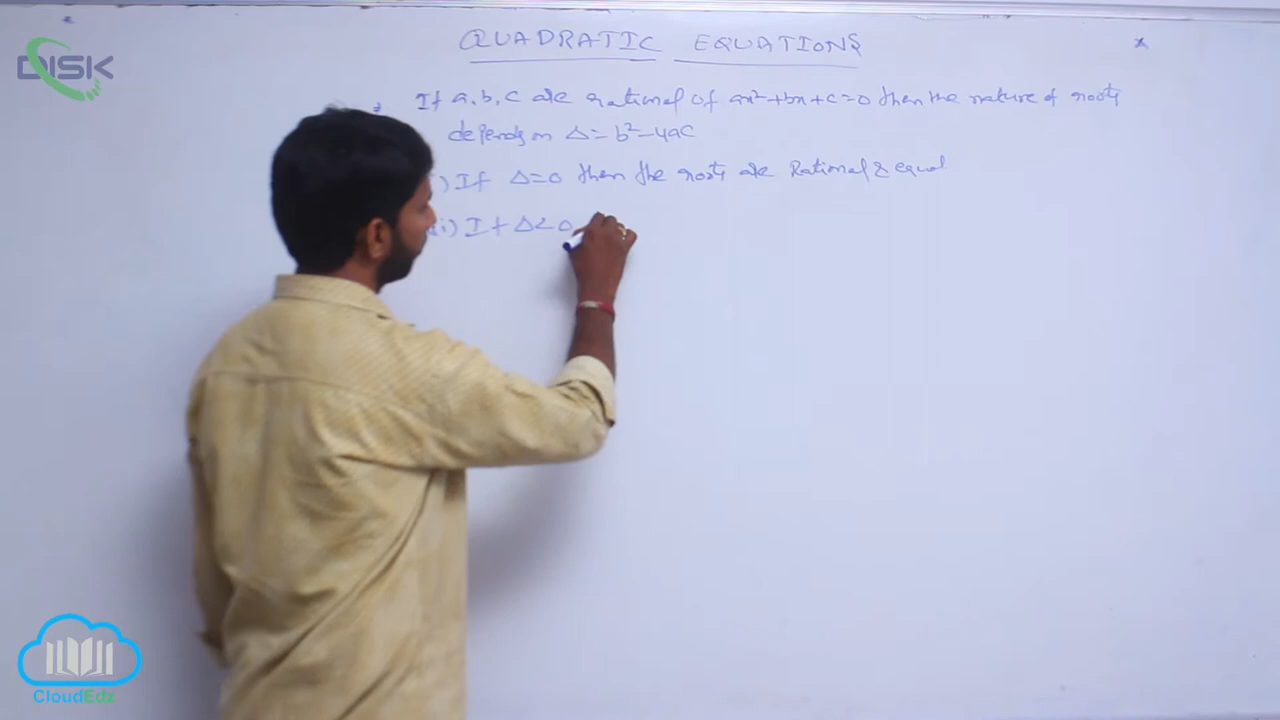 QUADRATIC EQUATIONS
DISK
If a, b, c are rational of ax²+bx+c=0 then the nature of roots
depends on Δ= b²-4ac
) If Δ=0 then the roots are Rational & equal
ii) If Δ<0
CloudEdz